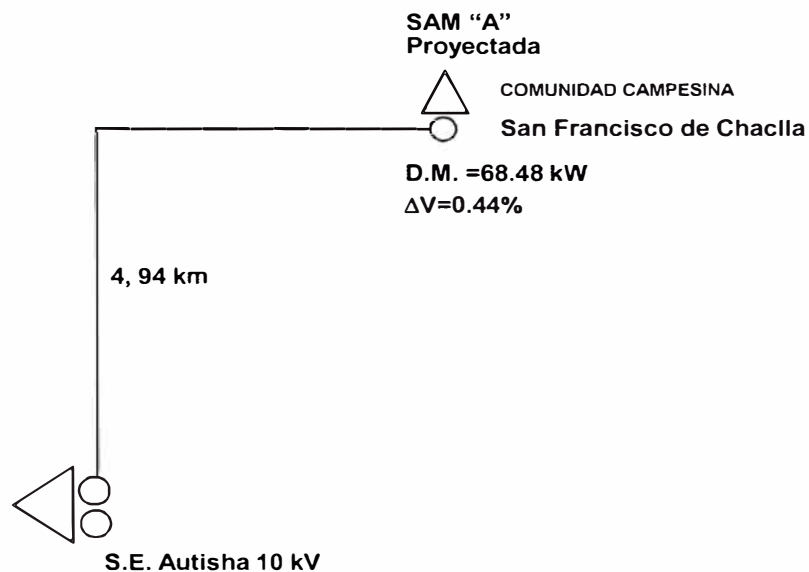 SAM “A”
Proyectada
COMUNIDAD CAMPESINA
San Francisco de Chaclla
D.M. =68.48 kW
ΔV=0.44%
4, 94 km
S.E. Autisha 10 kV